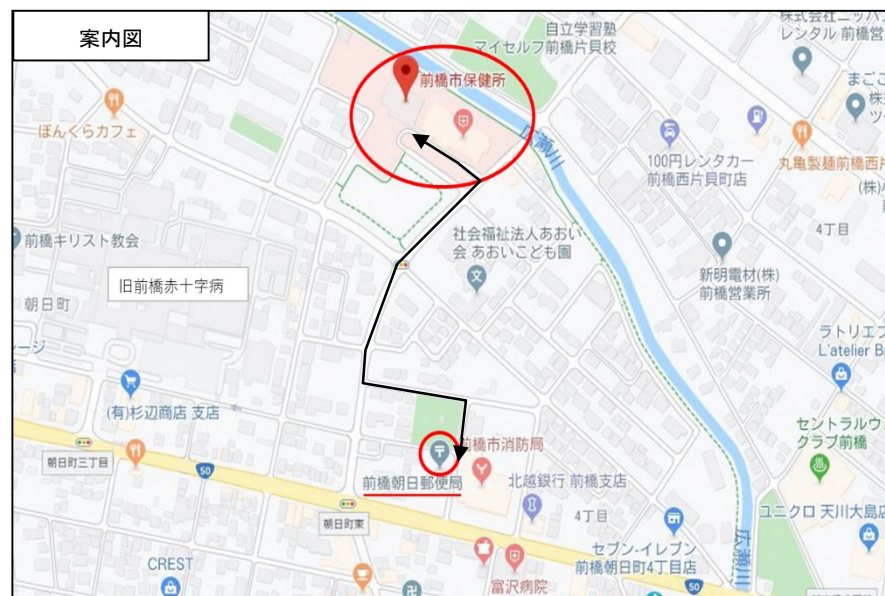 案内図
自立学習塾
マイセルフ前橋片貝校
レンタル 前橋営
前橋市保健所
ぽんくらカフェ
まごこ
広瀬川
100円レンタカー
前橋西片貝町店
丸亀製麺前橋西片
(株)
4丁目
社会福祉法人あおい
会 あおいこども園
前橋キリスト教会
旧前橋赤十字病
朝日町
新明電材(株)
前橋営業所
ラトリエブ
L'atelier B
(有)杉辺商店 支店
セントラルウ
クラブ前橋
前橋市消防局
朝日町三丁目
50
前橋朝日郵便局
北越銀行 前橋支店
4丁目
朝日町東
ユニクロ 天川大島店
セブン-イレブン
前橋朝日町4丁目店
50
広瀬川
CREST
富沢病院